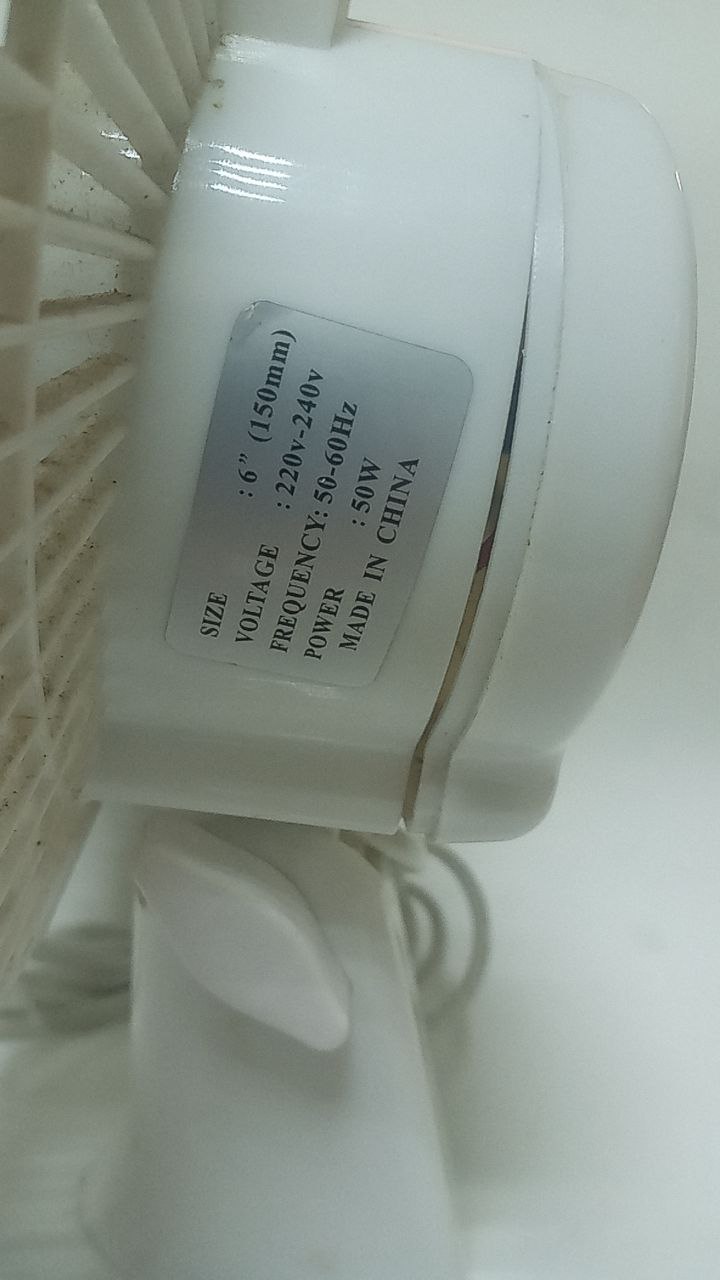 SIZE : 6" (150mm)
VOLTAGE : 220v-240v
FREQUENCY: 50-60Hz
POWER : 50W
MADE IN CHINA